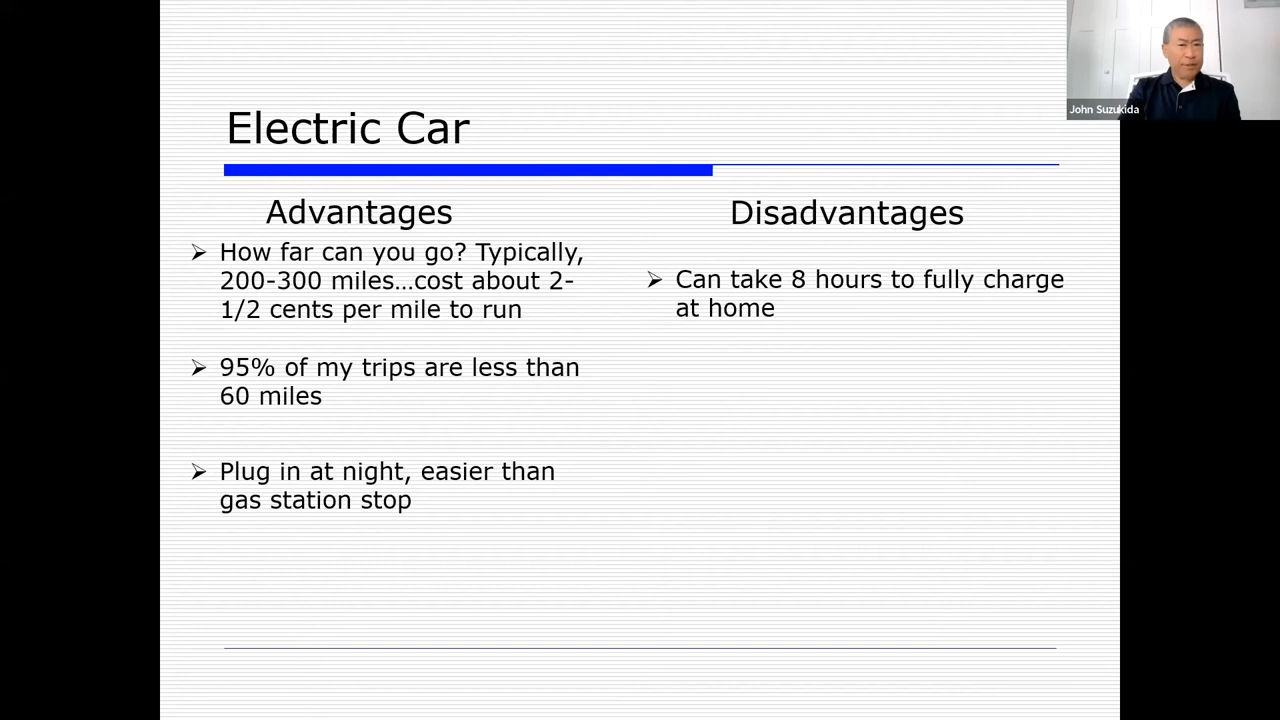 John Suzukida
Electric Car
Advantages
How far can you go? Typically,
200-300 miles…cost about 2-
1/2 cents per mile to run
95% of my trips are less than
60 miles
Plug in at night, easier than
gas station stop
Disadvantages
Can take 8 hours to fully charge
at home